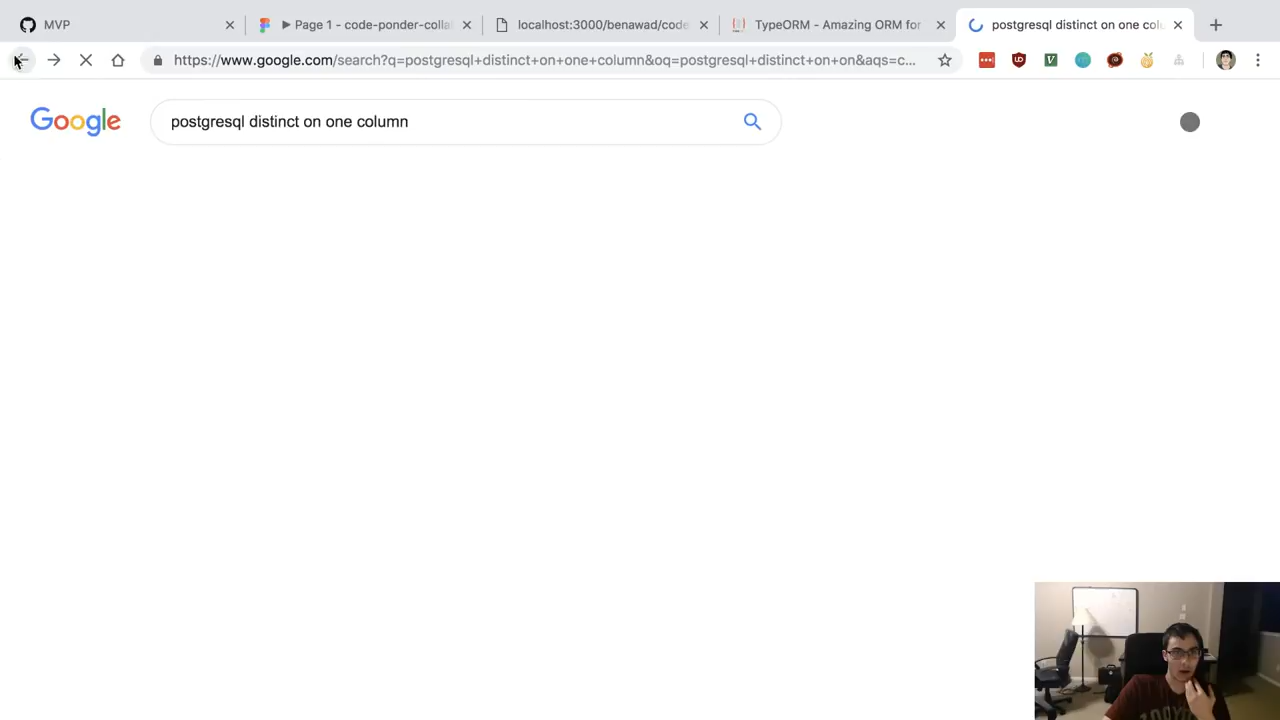 MVP
Page 1 - code-ponder-colla
localhost:3000/benawad/code
TypeORM - Amazing ORM for
postgresql distinct on one colu
https://www.google.com/search?q=postgresql+distinct+on+one+column&oq=postgresql+distinct+on+on&aqs=c...
Google
postgresql distinct on one column